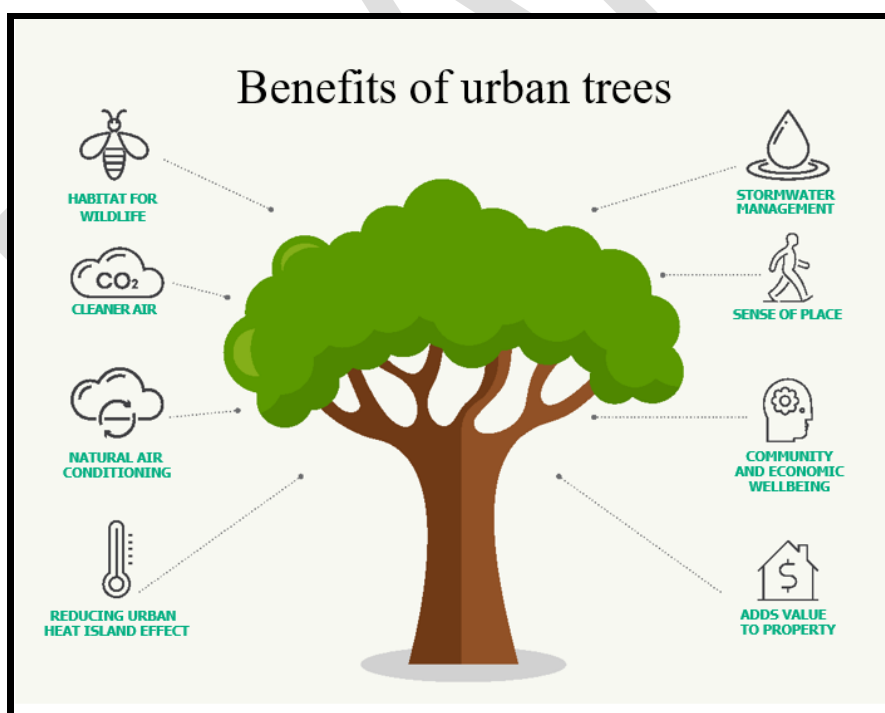 Benefits of urban trees
HABITAT FOR
WILDLIFE
CO₂
CLEANER AIR
NATURAL AIR
CONDITIONING
REDUCING URBAN
HEAT ISLAND EFFECT
STORMWATER
MANAGEMENT
SENSE OF PLACE
COMMUNITY
AND ECONOMIC
WELLBEING
$
ADDS VALUE
TO PROPERTY